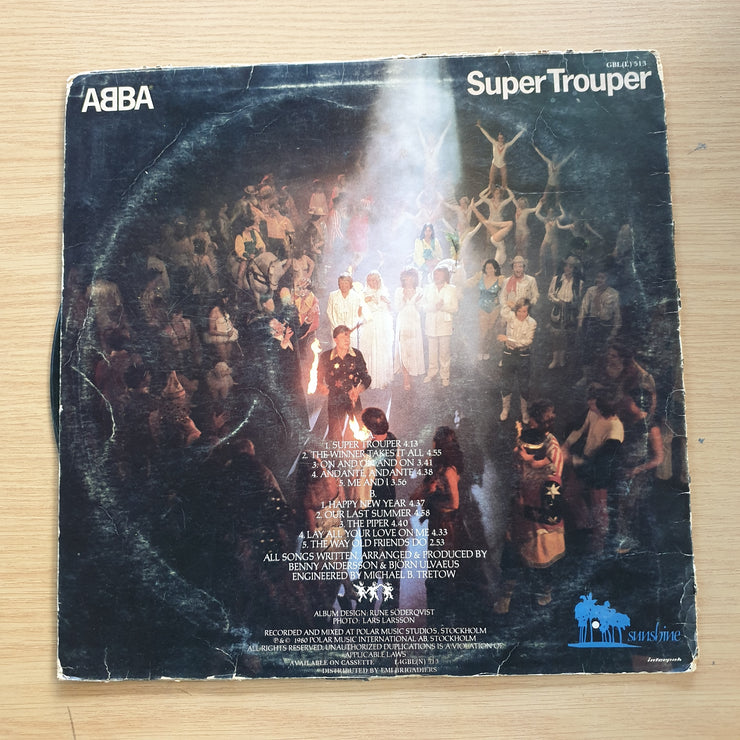 GBL(L) 513
ABBA
Super Trouper
1. SUPER TROUPER 4.13
2. THE WINNER TAKES IT ALL 4.55
3. ON AND ON AND ON 3.41
4. ANDANTE, ANDANTE 4.38
5. ME AND I 3.56
B.
1. HAPPY NEW YEAR 4.37
2. OUR LAST SUMMER 4.58
3. THE PIPER 4.40
4. LAY ALL YOUR LOVE ON ME 4.33
5. THE WAY OLD FRIENDS DO 2.53
ALL SONGS WRITTEN, ARRANGED & PRODUCED BY
BENNY ANDERSSON & BJÖRN ULVAEUS
ENGINEERED BY MICHAEL B. TRETOW
ALBUM DESIGN: RUNE SÖDERQVIST
PHOTO: LARS LARSSON
RECORDED AND MIXED AT POLAR MUSIC STUDIOS, STOCKHOLM
℗ & © 1980 POLAR MUSIC INTERNATIONAL AB, STOCKHOLM
ALL RIGHTS RESERVED. UNAUTHORIZED DUPLICATIONS IS A VIOLATION OF
APPLICABLE LAWS
AVAILABLE ON CASSETTE L4GBL(N) 513
DISTRIBUTED BY EMI BRIGADIERS
sunshine
interpak